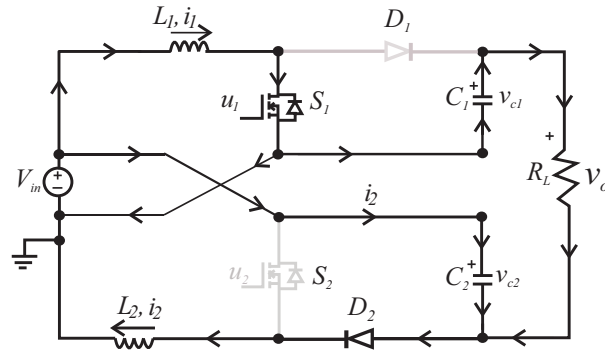 L1, i1
D1
u1
S1
C1
+
vc1
+
Vin
+
−
RL
vo
i2
u2
S2
C2
+
vc2
L2, i2
D2